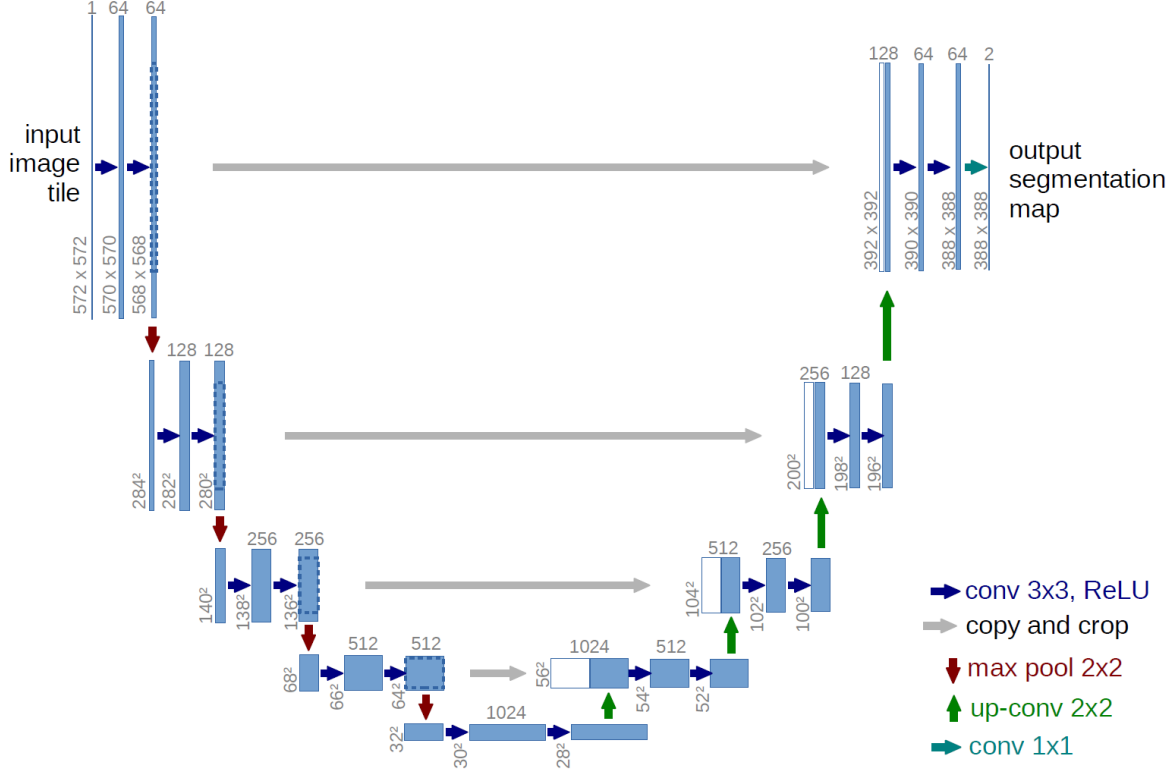 1 64 64
128 64 64 2
input
image
tile
output
segmentation
map
572 x 572
570 x 570
568 x 568
392 x 392
390 x 390
388 x 388
388 x 388
128 128
256 128
284²
282²
280²
200²
198²
196²
256 256
512 256
140²
138²
136²
104²
102²
100²
512 512
1024 512
68²
66²
64²
56²
54²
52²
1024
32²
30²
28²
conv 3x3, ReLU
copy and crop
max pool 2x2
up-conv 2x2
conv 1x1